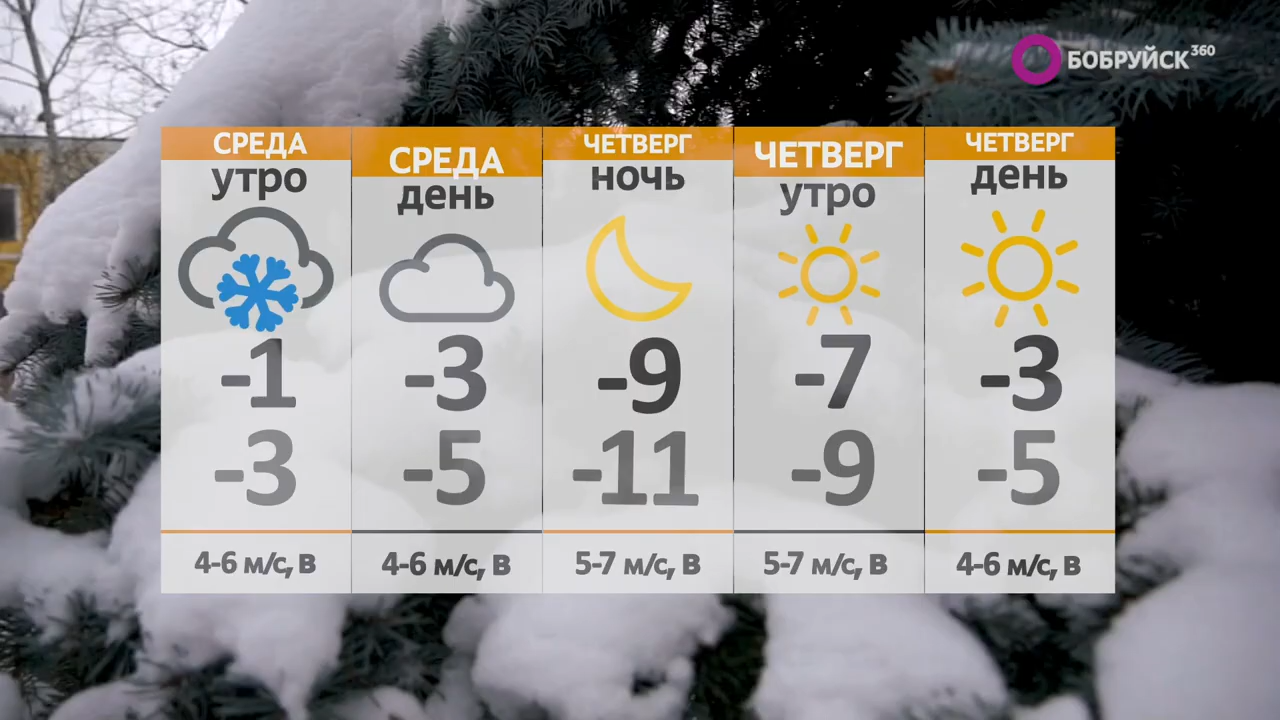 БОБРУЙСК360
СРЕДА
утро
-1
-3
4-6 м/с, В
СРЕДА
день
-3
-5
4-6 м/с, В
ЧЕТВЕРГ
ночь
-9
-11
5-7 м/с, В
ЧЕТВЕРГ
утро
-7
-9
5-7 м/с, В
ЧЕТВЕРГ
день
-3
-5
4-6 м/с, В